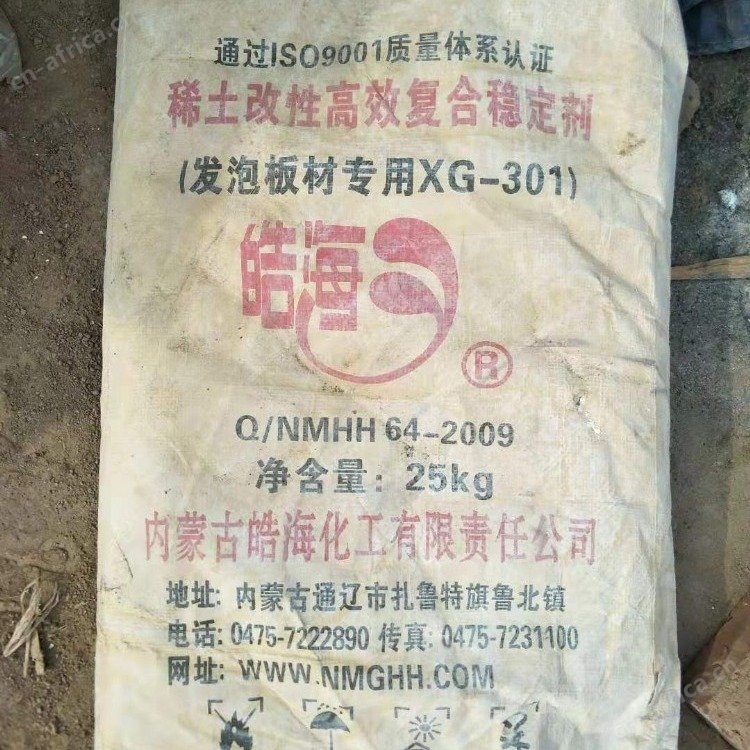 通过ISO9001质量体系认证
稀土改性高效复合稳定剂
(发泡板材专用XG-301)
皓海
®
Q/NMHH 64-2009
净含量: 25kg
内蒙古皓海化工有限责任公司
地址: 内蒙古通辽市扎鲁特旗鲁北镇
电话: 0475-7222890 传真: 0475-7231100
网址: WWW.NMGHH.COM